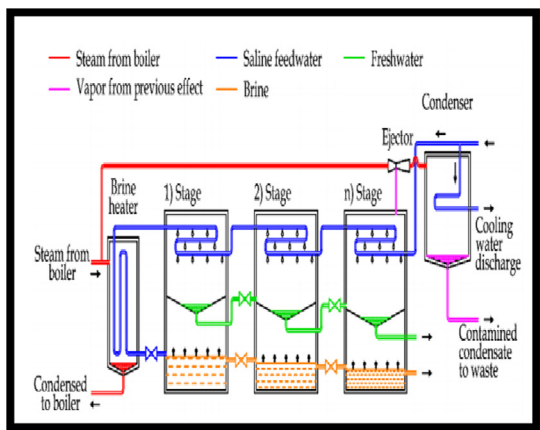 Steam from boiler
Saline feedwater
Freshwater
Vapor from previous effect
Brine
Condenser
Ejector
Brine
heater
1) Stage
2) Stage
n) Stage
Steam from
boiler
Cooling
water
discharge
Contamined
condensate
to waste
Condensed
to boiler